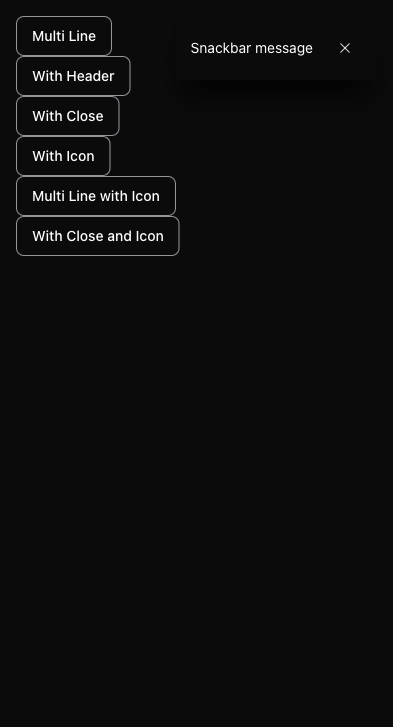 Multi Line
Snackbar message
With Header
With Close
With Icon
Multi Line with Icon
With Close and Icon